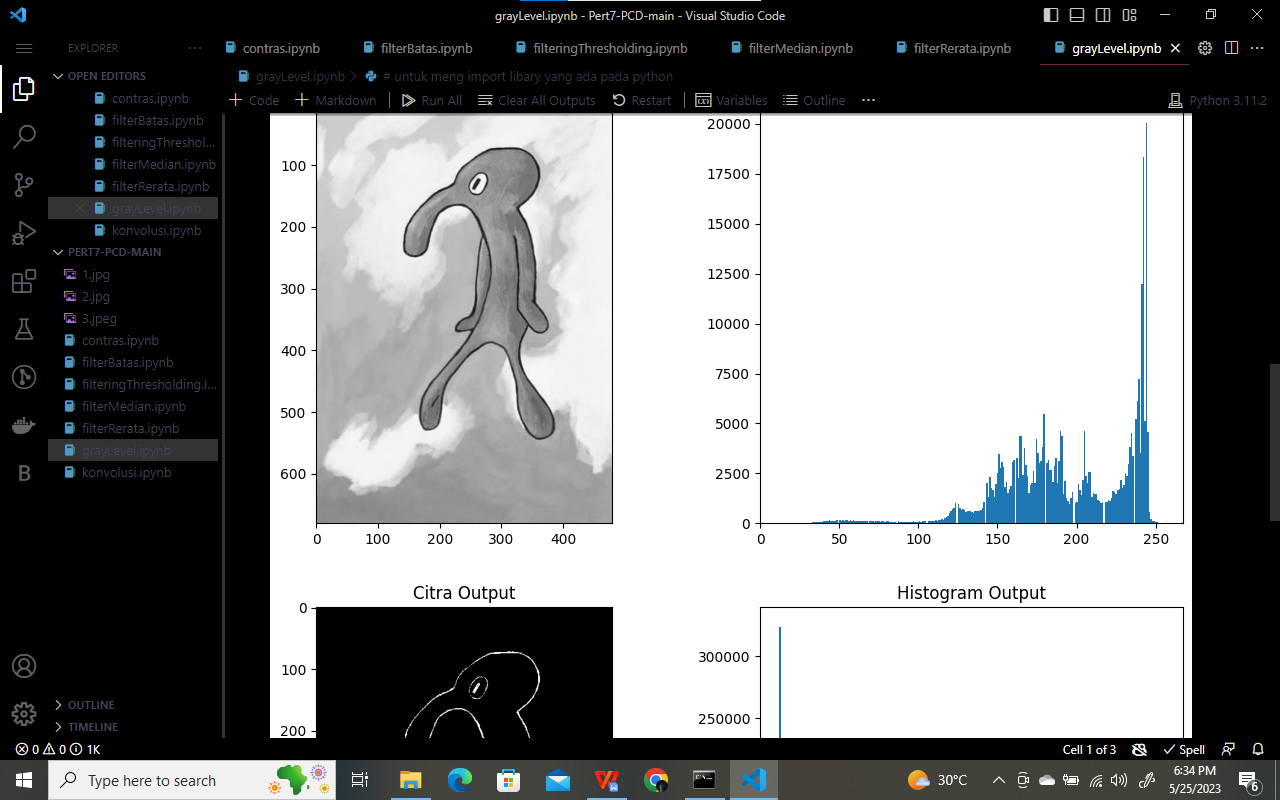 grayLevel.ipynb - Pert7-PCD-main - Visual Studio Code
EXPLORER
contras.ipynb filterBatas.ipynb filteringThresholding.ipynb filterMedian.ipynb filterRerata.ipynb grayLevel.ipynb
grayLevel.ipynb > # untuk meng import libary yang ada pada python
+ Code + Markdown Run All Clear All Outputs Restart Variables Outline ... Python 3.11.2
OPEN EDITORS
contras.ipynb
filterBatas.ipynb
filteringThreshol...
filterMedian.ipynb
filterRerata.ipynb
grayLevel.ipynb
konvolusi.ipynb
PERT7-PCD-MAIN
1.jpg
2.jpg
3.jpeg
contras.ipynb
filterBatas.ipynb
filteringThresholding.i...
filterMedian.ipynb
filterRerata.ipynb
grayLevel.ipynb
konvolusi.ipynb
OUTLINE
TIMELINE
100
200
300
400
500
600
0 100 200 300 400
20000
17500
15000
12500
10000
7500
5000
2500
0
0 50 100 150 200 250
Citra Output
0
100
200
Histogram Output
300000
250000
0 0 1K
Cell 1 of 3 Spell
Type here to search
30°C
6:34 PM
5/25/2023
6